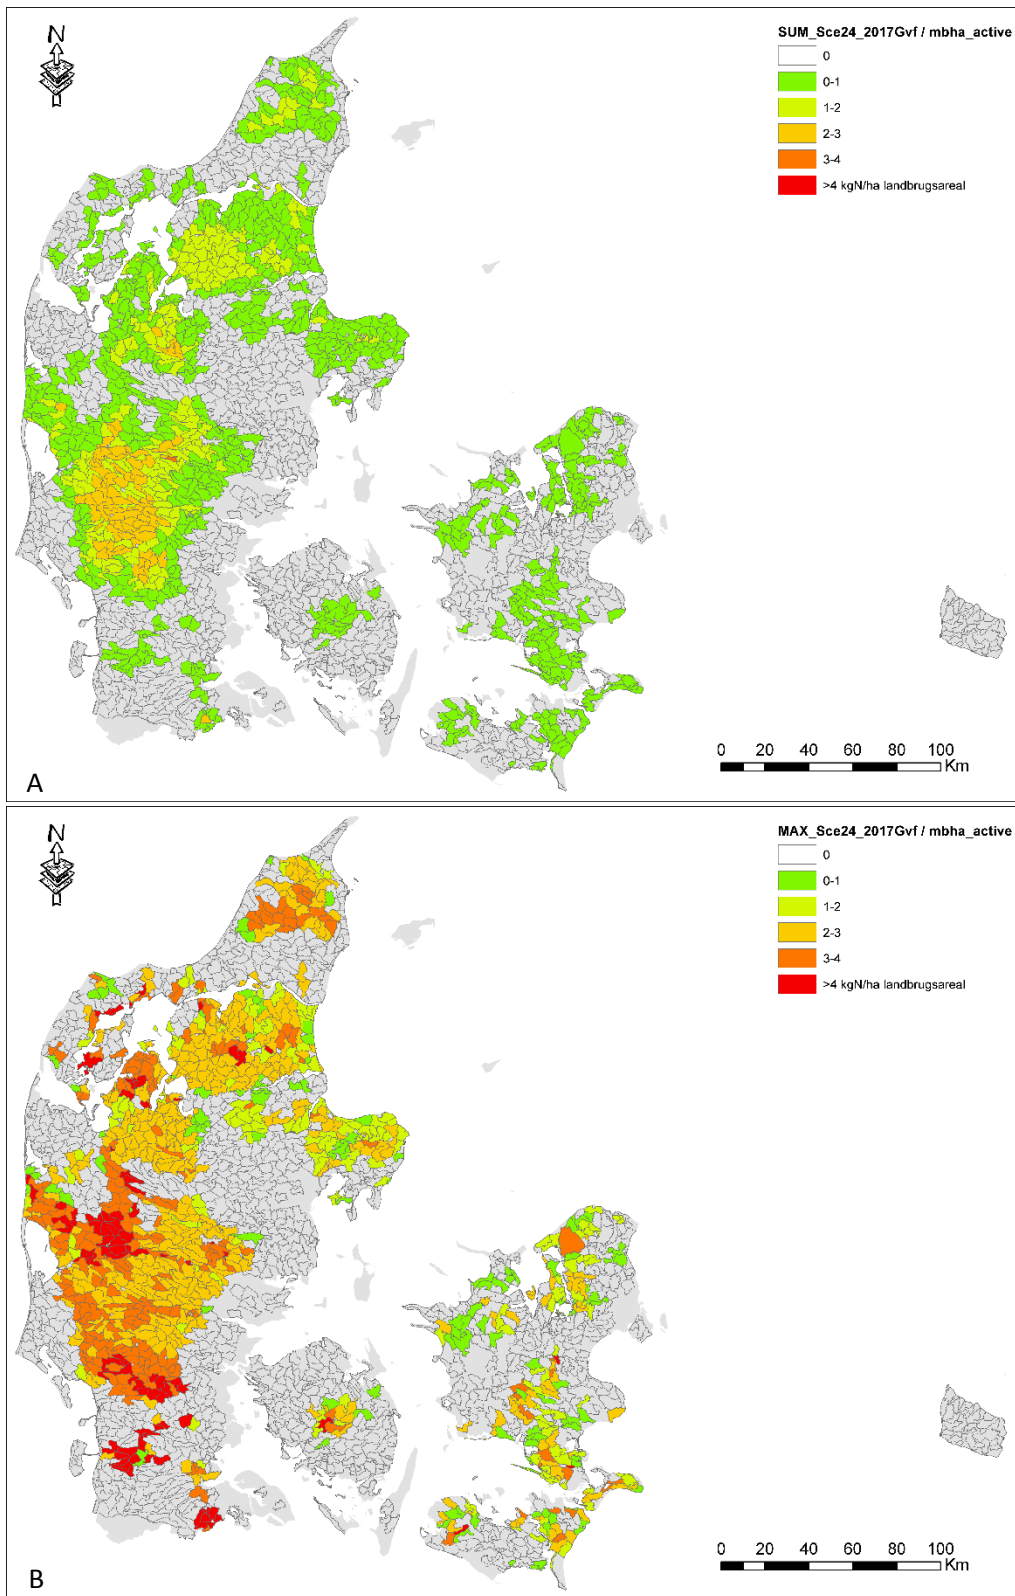 N
SUM_Sce24_2017Gvf / mbha_active
0
0-1
1-2
2-3
3-4
>4 kgN/ha landbrugsareal
0 20 40 60 80 100
Km
A
N
MAX_Sce24_2017Gvf / mbha_active
0
0-1
1-2
2-3
3-4
>4 kgN/ha landbrugsareal
0 20 40 60 80 100
Km
B